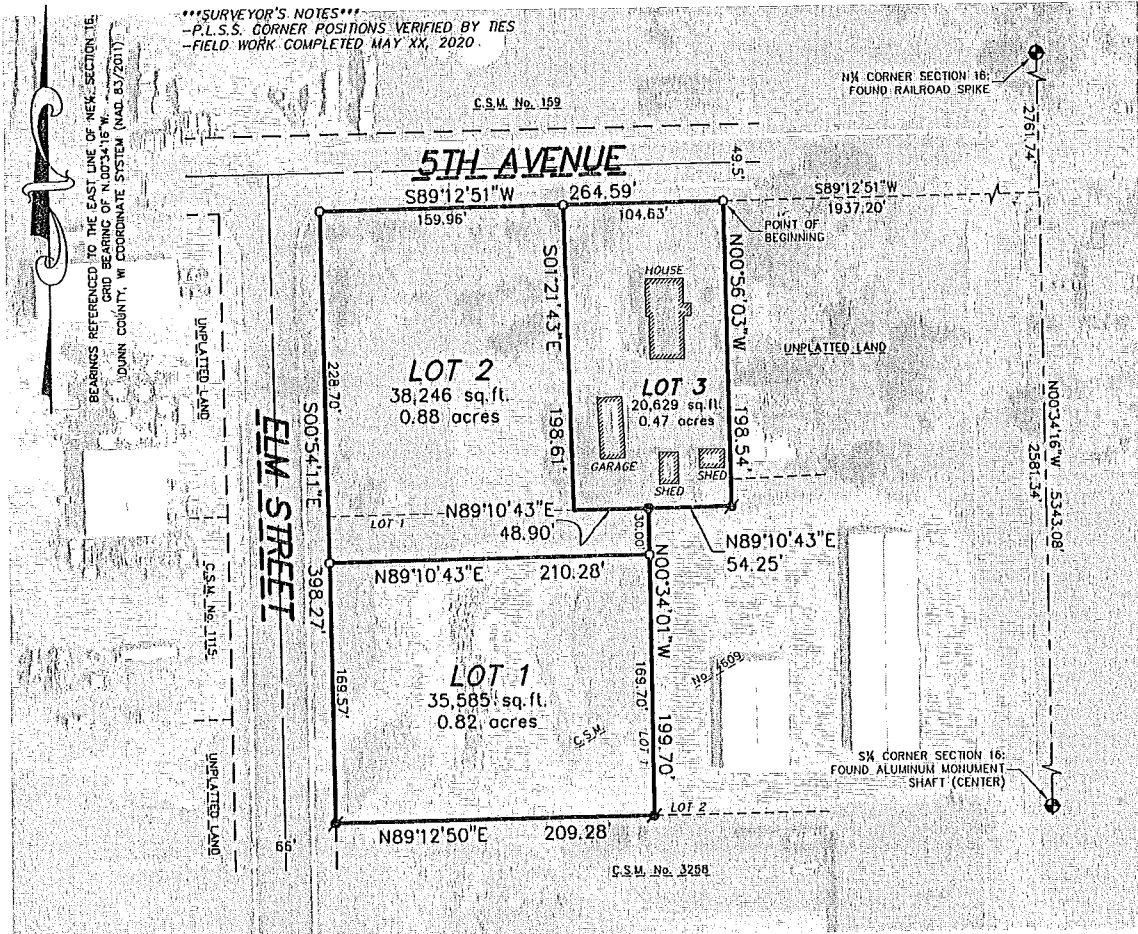 ***SURVEYOR'S NOTES***
-P.L.S.S. CORNER POSITIONS VERIFIED BY TIES
-FIELD WORK COMPLETED MAY XX, 2020
BEARINGS REFERENCED TO THE EAST LINE OF NE¼, SECTION 16,
GRID BEARING OF N.00°34'16"W.
(DUNN COUNTY, WI COORDINATE SYSTEM (NAD 83/2011)
C.S.M. No. 159
N¼ CORNER SECTION 16:
FOUND RAILROAD SPIKE
2761.74'
5TH AVENUE
49.5'
S89°12'51"W 264.59'
159.96'
104.63'
S89°12'51"W
1937.20'
POINT OF
BEGINNING
HOUSE
S01°21'43"E
198.61'
N00°56'03"W
198.54'
UNPLATTED LAND
UNPLATTED LAND
228.70'
LOT 2
38,246 sq.ft.
0.88 acres
LOT 3
20,629 sq.ft.
0.47 acres
GARAGE
SHED
SHED
N00°34'16"W 5343.08'
2581.34'
ELM STREET
S00°54'11"E
398.27'
LOT 1
N89°10'43"E
48.90'
30.00'
N89°10'43"E
54.25'
N89°10'43"E 210.28'
N00°34'01"W
199.70'
C.S.M. No. 1115
LOT 1
35,585 sq.ft.
0.82 acres
169.57'
169.70'
LOT 1
C.S.M.
No. 4609
S¼ CORNER SECTION 16:
FOUND ALUMINUM MONUMENT
SHAFT (CENTER)
UNPLATTED LAND
66'
LOT 2
N89°12'50"E 209.28'
C.S.M. No. 3258